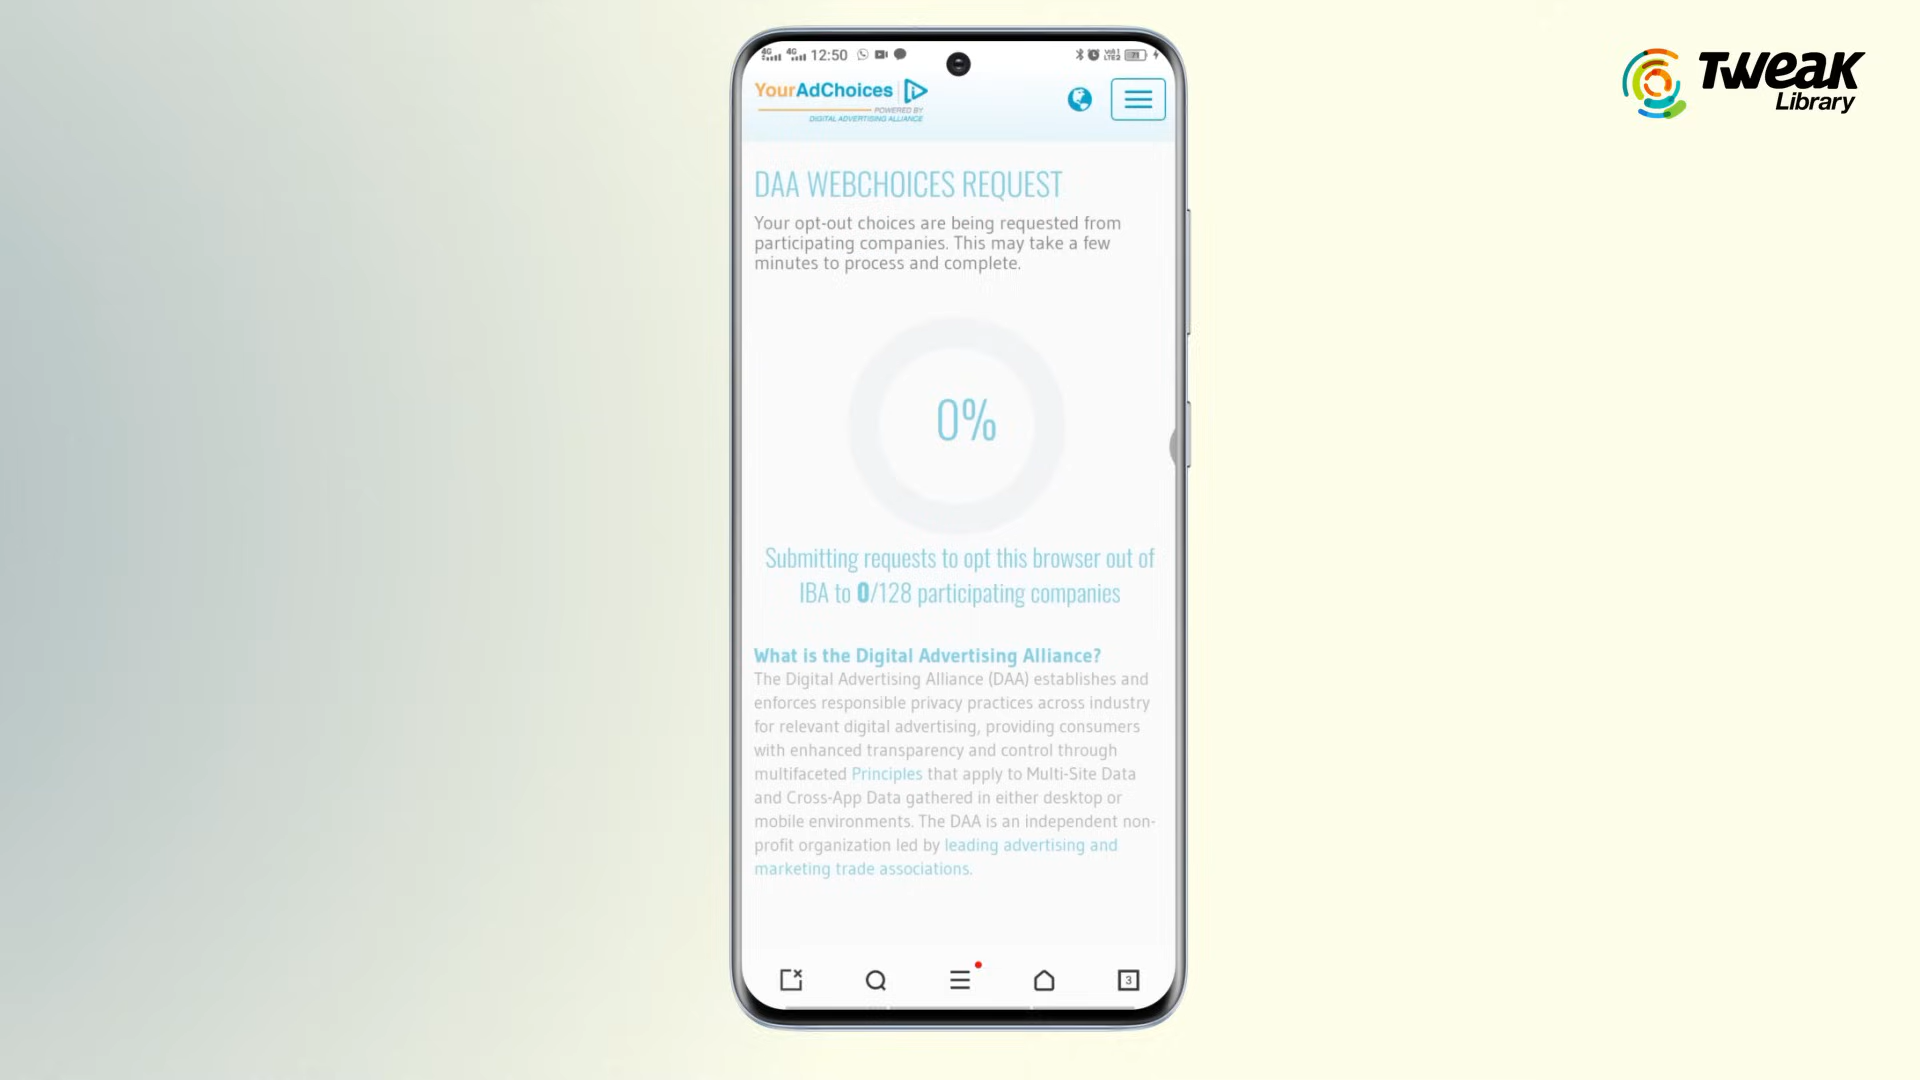 12:50
TWEAK
Library
YourAdChoices
POWERED BY
DIGITAL ADVERTISING ALLIANCE
DAA WEBCHOICES REQUEST
Your opt-out choices are being requested from
participating companies. This may take a few
minutes to process and complete.
0%
Submitting requests to opt this browser out of
IBA to 0/128 participating companies
What is the Digital Advertising Alliance?
The Digital Advertising Alliance (DAA) establishes and
enforces responsible privacy practices across industry
for relevant digital advertising, providing consumers
with enhanced transparency and control through
multifaceted Principles that apply to Multi-Site Data
and Cross-App Data gathered in either desktop or
mobile environments. The DAA is an independent non-
profit organization led by leading advertising and
marketing trade associations.
3